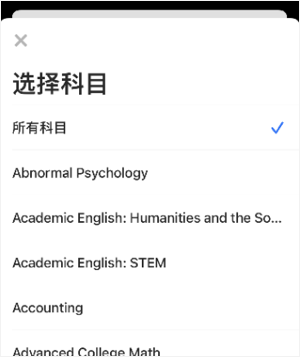 选择科目
所有科目
Abnormal Psychology
Academic English: Humanities and the So...
Academic English: STEM
Accounting
Advanced College Math